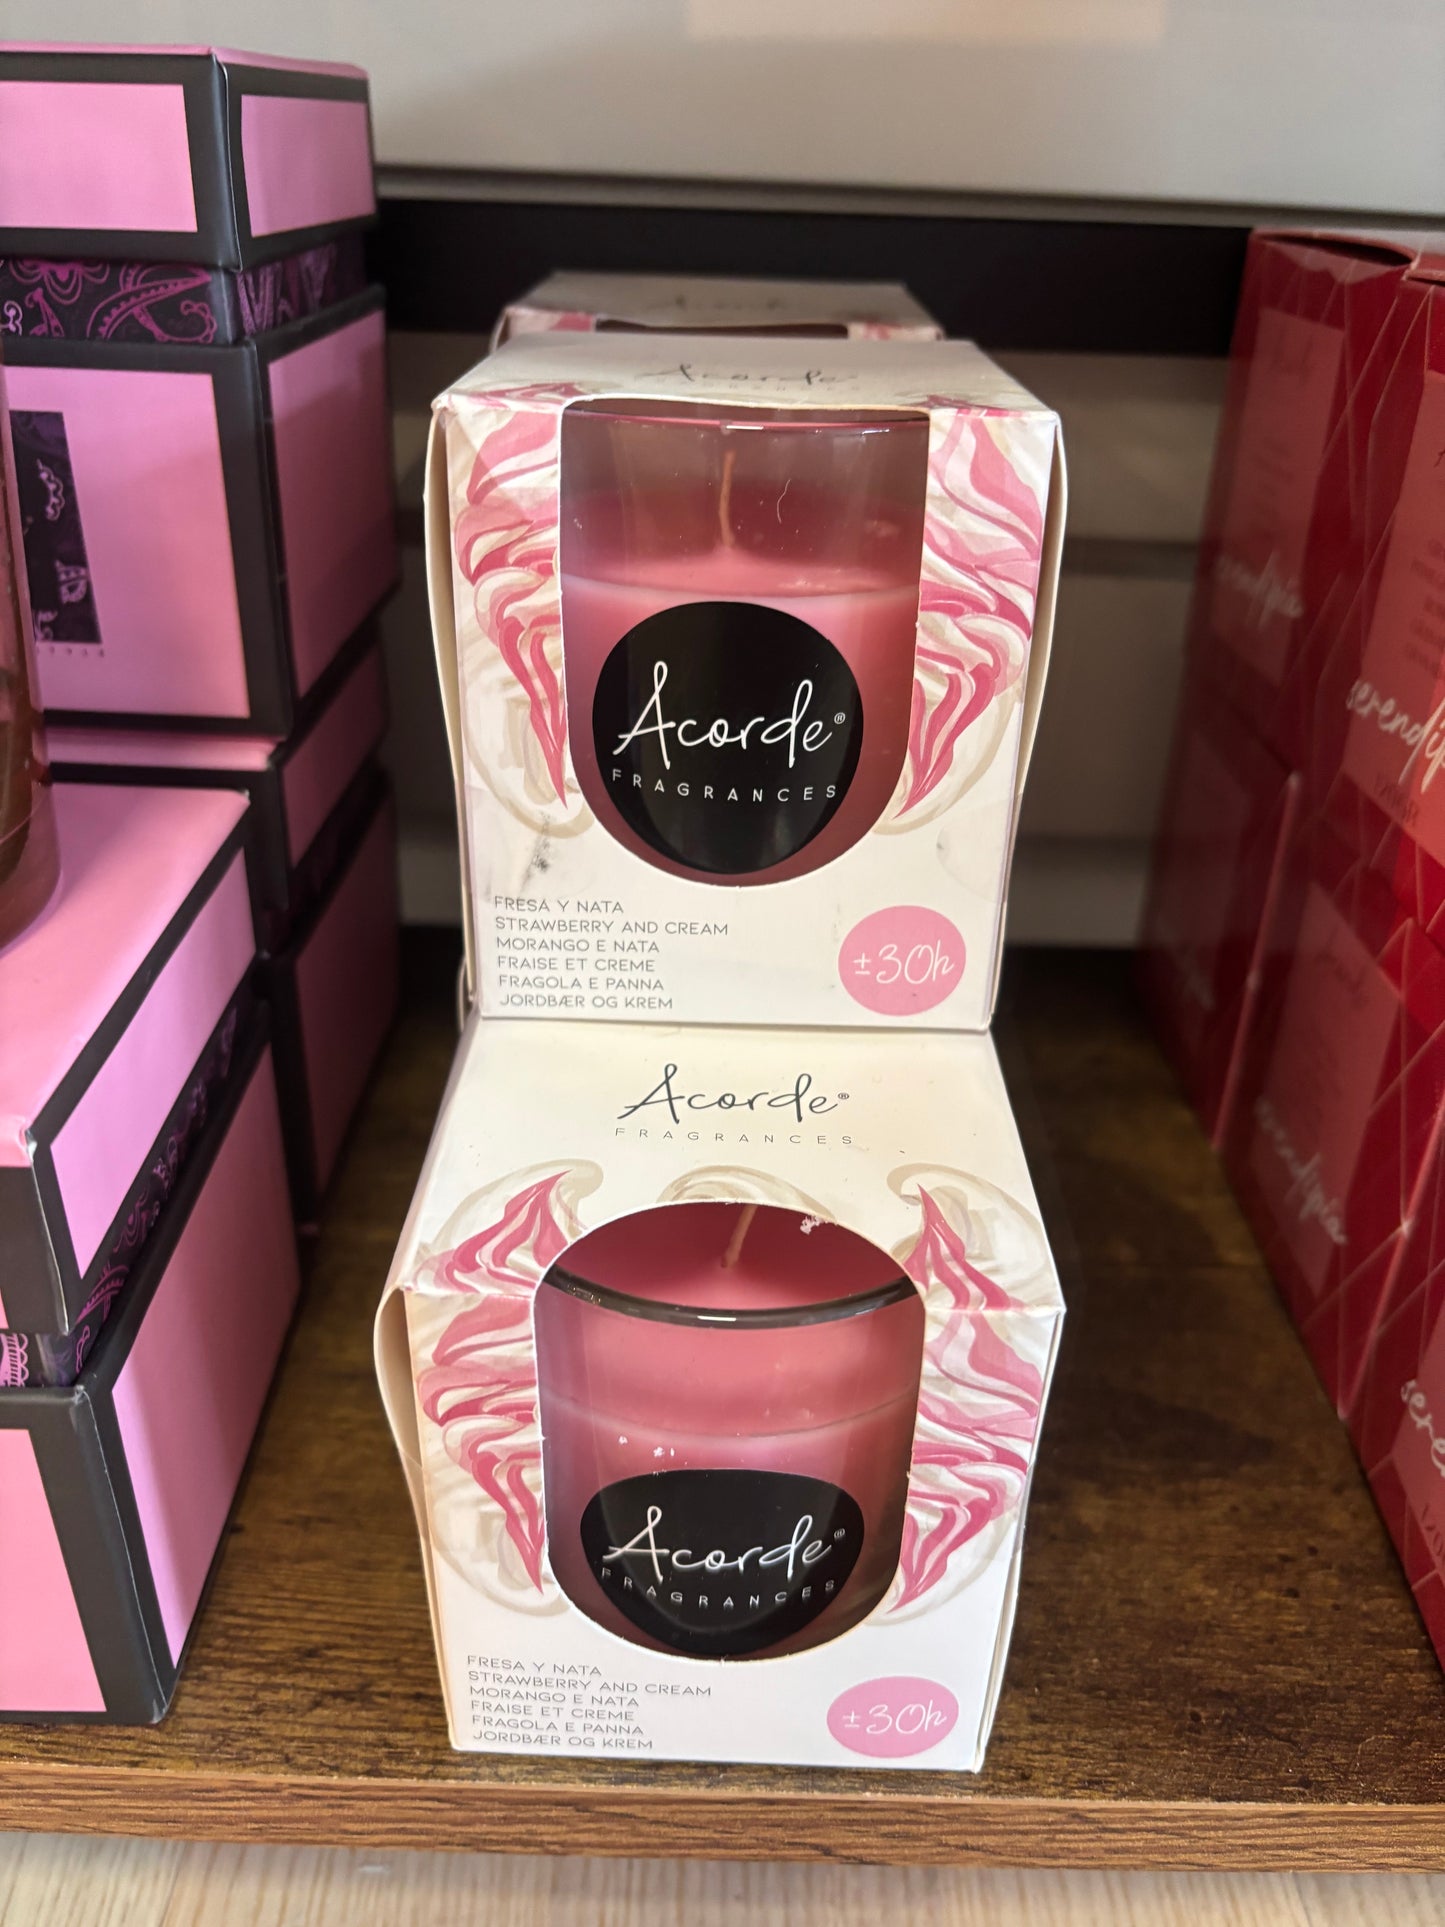 Acorde
Acorde®
FRAGRANCES
FRESA Y NATA
STRAWBERRY AND CREAM
MORANGO E NATA
FRAISE ET CREME
FRAGOLA E PANNA
JORDBÆR OG KREM
±30h
Acorde®
FRAGRANCES
Acorde®
FRAGRANCES
FRESA Y NATA
STRAWBERRY AND CREAM
MORANGO E NATA
FRAISE ET CREME
FRAGOLA E PANNA
JORDBÆR OG KREM
±30h
serendipia